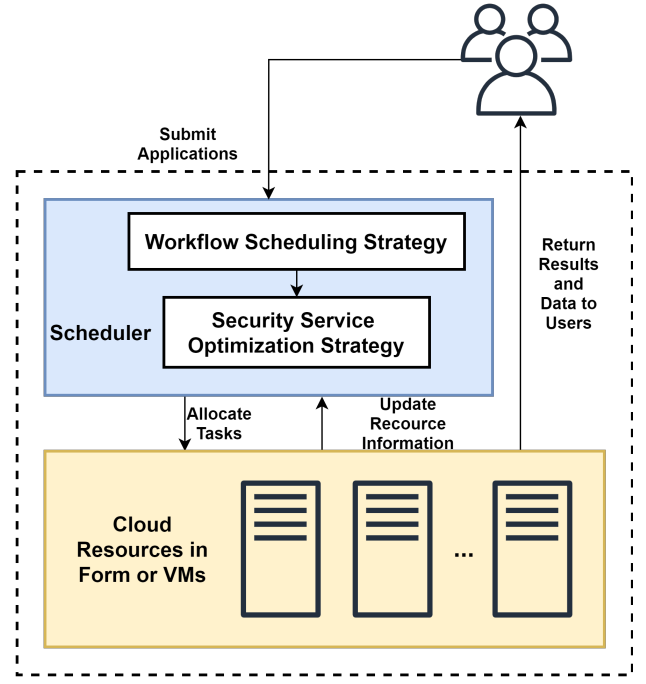 Submit
Applications
Workflow Scheduling Strategy
Scheduler
Security Service
Optimization Strategy
Return
Results
and
Data to
Users
Allocate
Tasks
Update
Recource
Information
Cloud
Resources in
Form or VMs
...